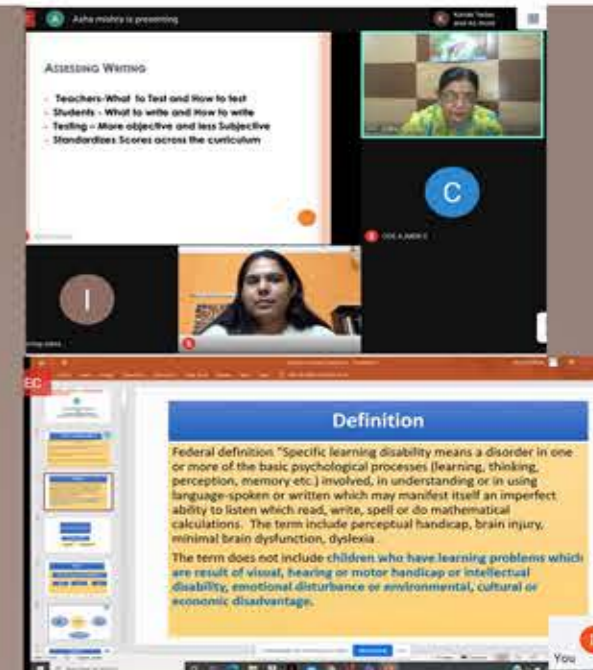 A
Asha mishra is presenting
K
ASSESSING WRITING
- Teachers-What to Test and How to test
- Students - What to write and How to write
- Testing – More objective and less Subjective
- Standardizes Scores across the curriculum
C
I
EC
Definition
Federal definition "Specific learning disability means a disorder in one
or more of the basic psychological processes (learning, thinking,
perception, memory etc.) involved, in understanding or in using
language-spoken or written which may manifest itself an imperfect
ability to listen which read, write, spell or do mathematical
calculations. The term include perceptual handicap, brain injury,
minimal brain dysfunction, dyslexia
The term does not include children who have learning problems which
are result of visual, hearing or motor handicap or intellectual
disability, emotional disturbance or environmental, cultural or
economic disadvantage.
You